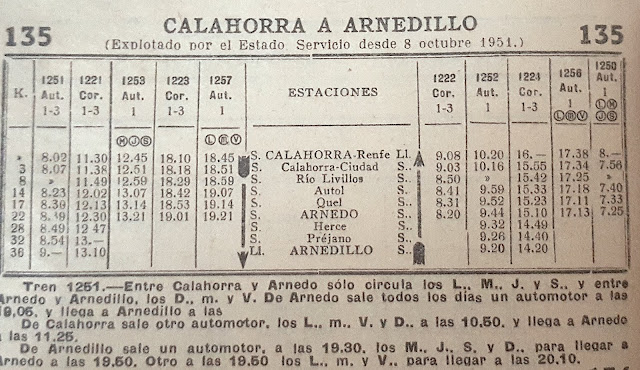 135 CALAHORRA A ARNEDILLO 135
(Explotado por el Estado. Servicio desde 8 octubre 1951.)
K. 1251 1221 1253 1223 1257 ESTACIONES 1222 1252 1224 1256 1250
Aut. Cor. Aut. Cor. Aut. Cor. Aut. Cor. Aut. Aut.
1-3 1-3 1 1-3 1 1-3 1 1-3 1 1
Ⓜ Ⓙ Ⓢ Ⓛ ⓜ Ⓥ Ⓛ ⓜ Ⓥ Ⓛ Ⓜ Ⓙ Ⓢ
» 8.02 11.30 12.45 18.10 18.45 S. CALAHORRA-Renfe Ll. 9.08 10.20 16.— 17.38 8.—
3 8.07 11.38 12.51 18.18 18.51 S. Calahorra-Ciudad S.. 9.03 10.16 15.55 17.34 7.56
8 » 11.49 12.59 18.29 18.59 S. Río Livillos S.. 8.50 » 15.42 17.25 »
14 8.23 12.02 13.07 18.42 19.07 S. Autol S.. 8.41 9.59 15.33 17.18 7.40
17 8.30 12.13 13.14 18.53 19.14 S. Quel S.. 8.31 9.52 15.23 17.11 7.33
22 8.39 12.30 13.21 19.01 19.21 S. ARNEDO S.. 8.20 9.44 15.10 17.13 7.25
28 8.49 12 47 S. Herce S.. 9.32 14.49
32 8.54 13.— S. Préjano S.. 9.26 14.40
36 9.— 13.10 Ll. ARNEDILLO S.. 9.20 14.20
Tren 1251.—Entre Calahorra y Arnedo sólo circula los L., M., J. y S., y entre
Arnedo y Arnedillo, los D., m. y V. De Arnedo sale todos los días un automotor a las
19,05, y llega a Arnedillo a las
De Calahorra sale otro automotor, los L., m. V. y D., a las 10.50, y llega a Arnedo
a las 11.25.
De Arnedo sale un automotor, a las 19.30, los M., J., S. y D., para llegar a
Arnedo a las 19.50. Otro a las 19.50 los L., m. y V., para llegar a las 20.10.